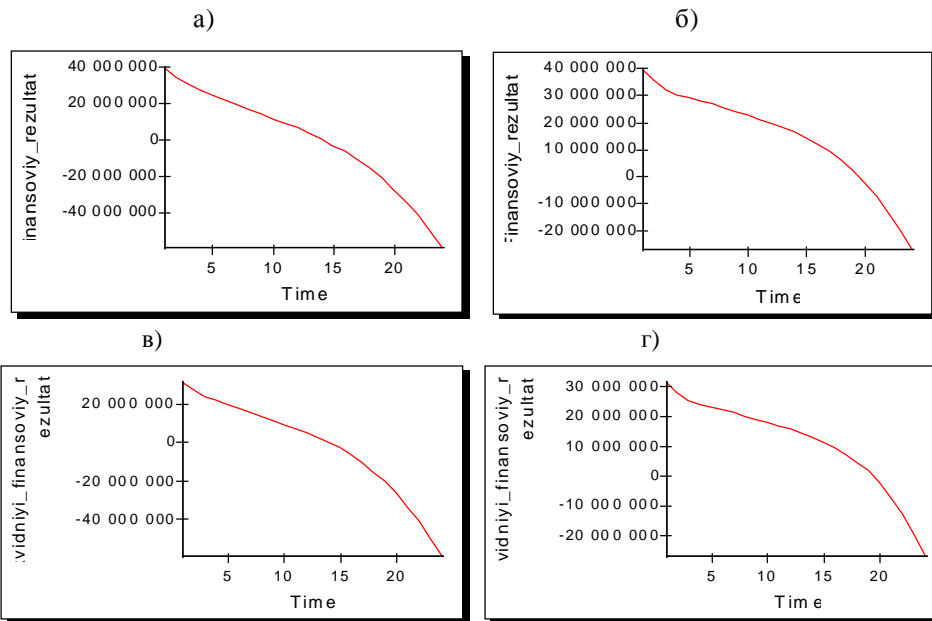 а)
б)
inansoviy_rezultat
40 000 000
20 000 000
0
-20 000 000
-40 000 000
5 10 15 20
Time
inansoviy_rezultat
40 000 000
30 000 000
20 000 000
10 000 000
0
-10 000 000
-20 000 000
5 10 15 20
Time
в)
г)
vidniyi_finansoviy_r
ezultat
20 000 000
0
-20 000 000
-40 000 000
5 10 15 20
Time
vidniyi_finansoviy_r
ezultat
30 000 000
20 000 000
10 000 000
0
-10 000 000
-20 000 000
5 10 15 20
Time